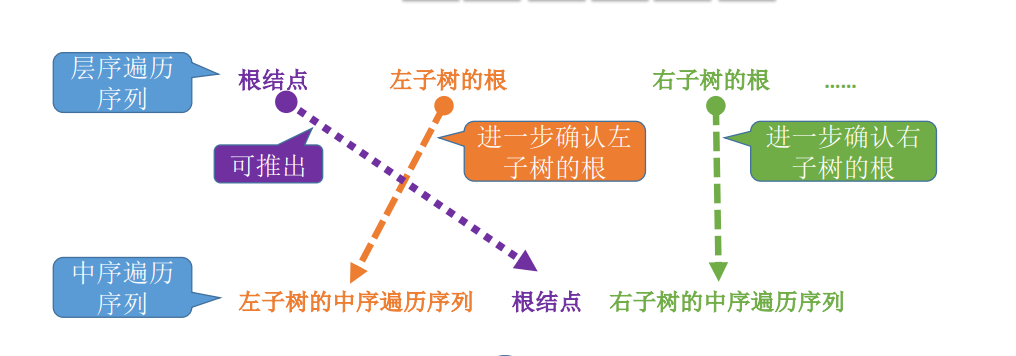 层序遍历
序列
根结点
左子树的根
右子树的根
......
可推出
进一步确认左
子树的根
进一步确认右
子树的根
中序遍历
序列
左子树的中序遍历序列
根结点
右子树的中序遍历序列